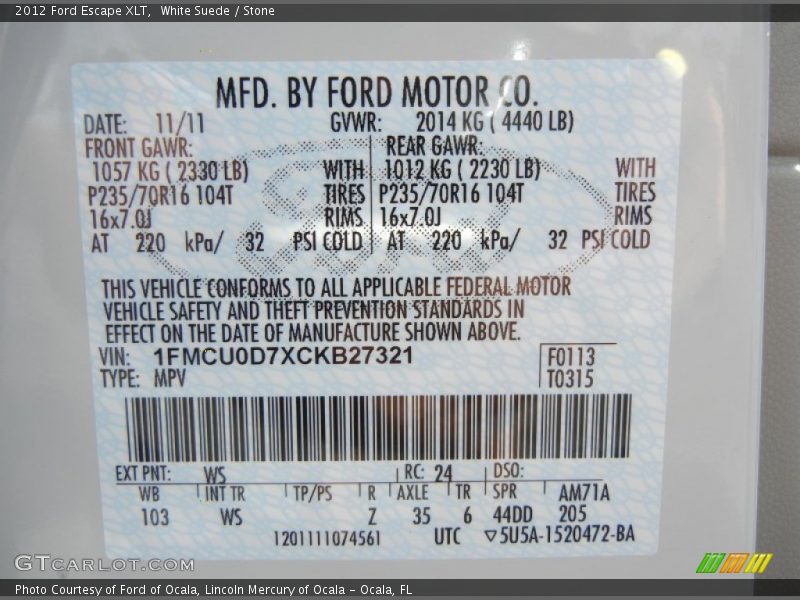 2012 Ford Escape XLT,  White Suede / Stone
MFD. BY FORD MOTOR CO.
DATE: 11/11 GVWR: 2014 KG ( 4440 LB)
FRONT GAWR: REAR GAWR:
1057 KG ( 2330 LB) WITH 1012 KG ( 2230 LB) WITH
P235/70R16 104T TIRES P235/70R16 104T TIRES
16x7.0J RIMS 16x7.0J RIMS
AT 220 kPa/ 32 PSI COLD AT 220 kPa/ 32 PSI COLD
THIS VEHICLE CONFORMS TO ALL APPLICABLE FEDERAL MOTOR
VEHICLE SAFETY AND THEFT PREVENTION STANDARDS IN
EFFECT ON THE DATE OF MANUFACTURE SHOWN ABOVE.
VIN: 1FMCU0D7XCKB27321 F0113
TYPE: MPV T0315
EXT PNT: WS RC: 24 DSO:
WB INT TR TP/PS R AXLE TR SPR AM71A
103 WS Z 35 6 44DD 205
1201111074561 UTC ▽5U5A-1520472-BA
GTCARLOT.COM
Photo Courtesy of Ford of Ocala, Lincoln Mercury of Ocala – Ocala, FL